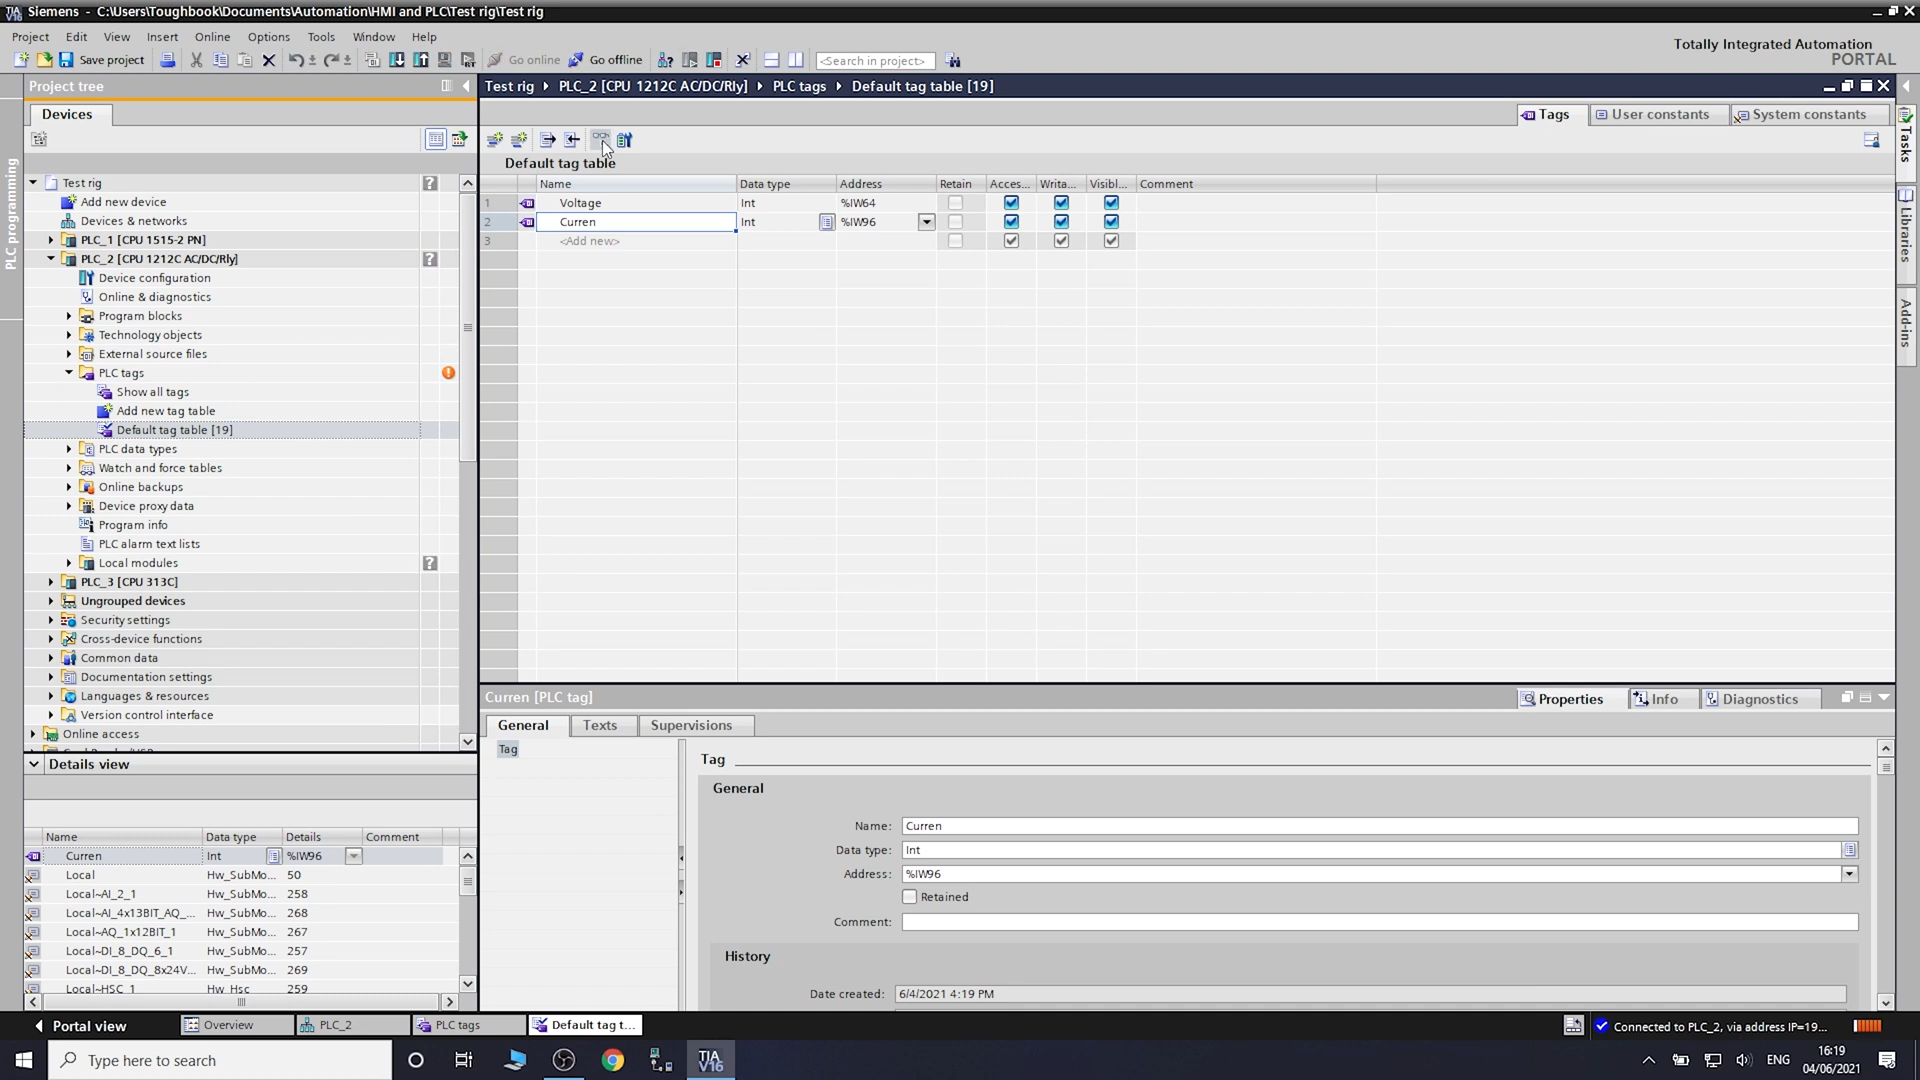 Siemens - C:\Users\Toughbook\Documents\Automation\HMI and PLC\Test rig\Test rig
Project Edit View Insert Online Options Tools Window Help
Totally Integrated Automation
PORTAL
Save project Go online Go offline <Search in project>
Project tree
Test rig PLC_2 [CPU 1212C AC/DC/Rly] PLC tags Default tag table [19]
Devices
Tags User constants System constants
Default tag table
Name Data type Address Retain Acces... Writa... Visibl... Comment
1 Voltage Int %IW64
2 Curren Int %IW96
3 <Add new>
Test rig
Add new device
Devices & networks
PLC_1 [CPU 1515-2 PN]
PLC_2 [CPU 1212C AC/DC/Rly]
Device configuration
Online & diagnostics
Program blocks
Technology objects
External source files
PLC tags
Show all tags
Add new tag table
Default tag table [19]
PLC data types
Watch and force tables
Online backups
Device proxy data
Program info
PLC alarm text lists
Local modules
PLC_3 [CPU 313C]
Ungrouped devices
Security settings
Cross-device functions
Common data
Documentation settings
Languages & resources
Version control interface
Online access
PLC programming
Tasks
Libraries
Add-ins
Details view
Name Data type Details Comment
Curren Int %IW96
Local Hw_SubMo... 50
Local~AI_2_1 Hw_SubMo... 258
Local~AI_4x13BIT_AQ_... Hw_SubMo... 268
Local~AQ_1x12BIT_1 Hw_SubMo... 267
Local~DI_8_DQ_6_1 Hw_SubMo... 257
Local~DI_8_DQ_8x24V... Hw_SubMo... 269
Local~HSC_1 Hw_Hsc 259
Curren [PLC tag]
Properties Info Diagnostics
General Texts Supervisions
Tag
Tag
General
Name: Curren
Data type: Int
Address: %IW96
Retained
Comment:
History
Date created: 6/4/2021 4:19 PM
Portal view Overview PLC_2 PLC tags Default tag t... Connected to PLC_2, via address IP=19...
Type here to search
TIA
V16
ENG
16:19
04/06/2021